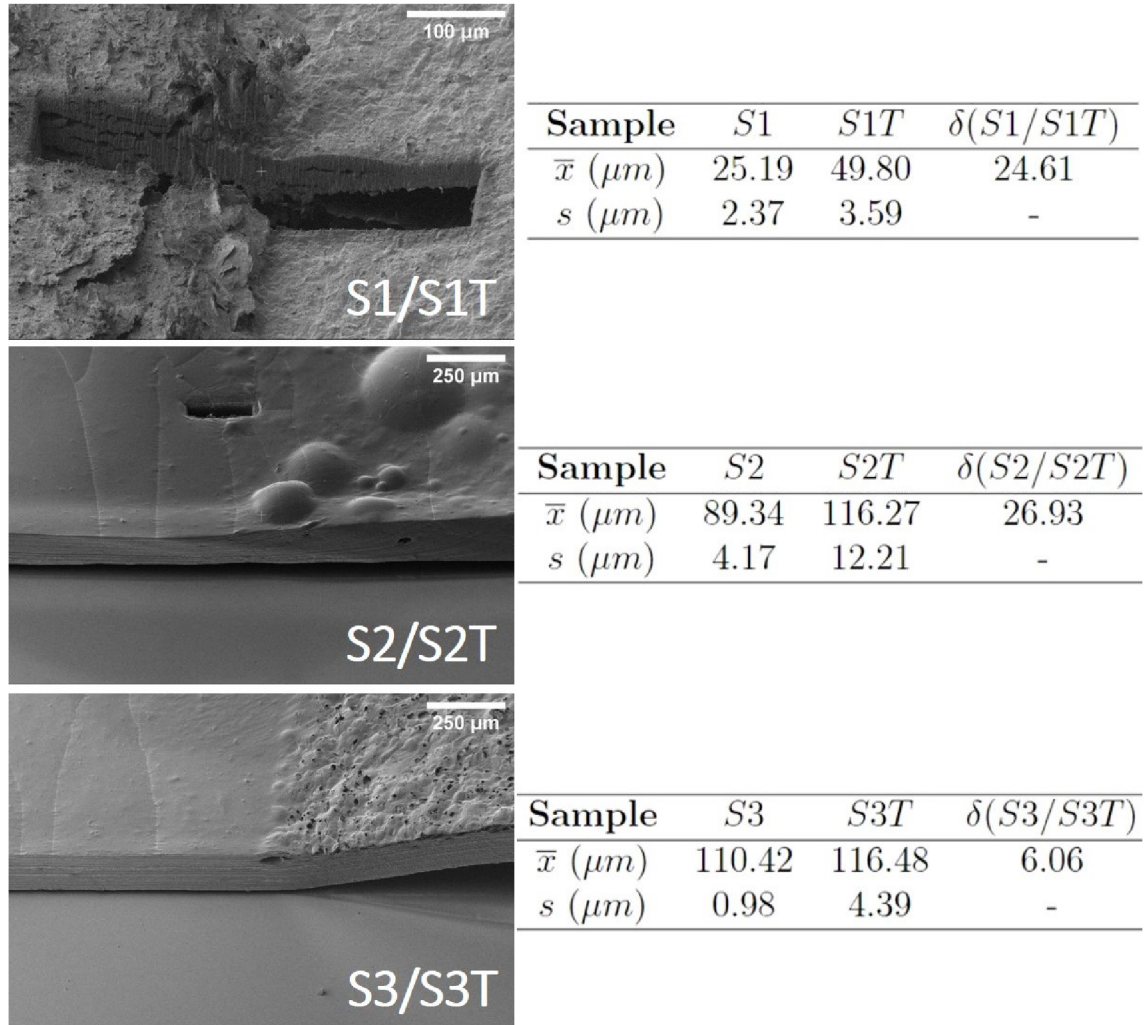 100 µm
S1/S1T
Sample S1 S1T δ(S1/S1T)
x̅ (µm) 25.19 49.80 24.61
s (µm) 2.37 3.59 -
250 µm
S2/S2T
Sample S2 S2T δ(S2/S2T)
x̅ (µm) 89.34 116.27 26.93
s (µm) 4.17 12.21 -
250 µm
S3/S3T
Sample S3 S3T δ(S3/S3T)
x̅ (µm) 110.42 116.48 6.06
s (µm) 0.98 4.39 -